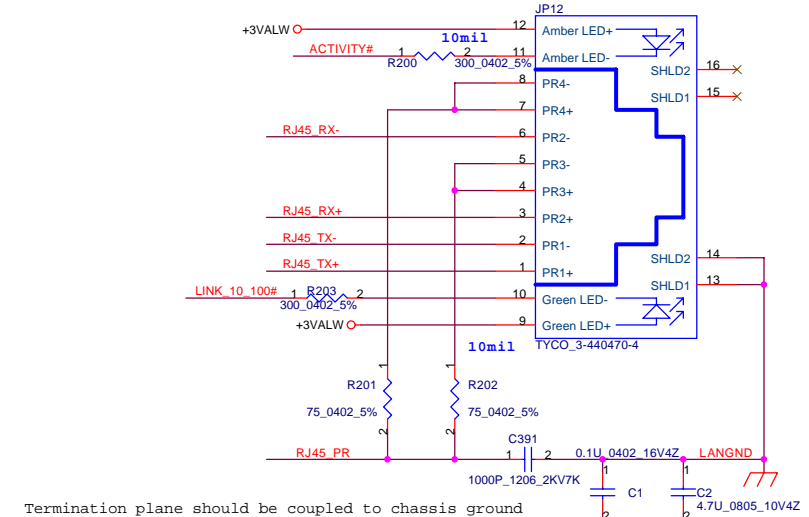 JP12
+3VALW 12 Amber LED+
10mil
ACTIVITY# 1 2 11 Amber LED-
R200 300_0402_5%
8 PR4-
SHLD2 16
7 PR4+
SHLD1 15
RJ45_RX- 6 PR2-
5 PR3-
4 PR3+
RJ45_RX+ 3 PR2+
RJ45_TX- 2 PR1-
SHLD2 14
RJ45_TX+ 1 PR1+
SHLD1 13
LINK_10_100# 1 R203 2 10 Green LED-
300_0402_5%
+3VALW 9 Green LED+
10mil
TYCO_3-440470-4
1 1
R201 R202
75_0402_5% 75_0402_5%
2 2
C391
RJ45_PR 1 2 0.1U_0402_16V4Z LANGND
1000P_1206_2KV7K
1 1
C1 C2
4.7U_0805_10V4Z
2 2
Termination plane should be coupled to chassis ground